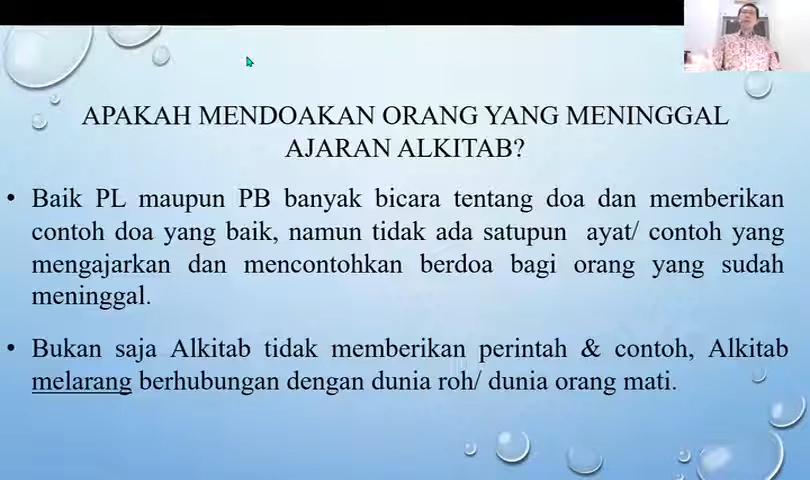 APAKAH MENDOAKAN ORANG YANG MENINGGAL
AJARAN ALKITAB?
• Baik PL maupun PB banyak bicara tentang doa dan memberikan
contoh doa yang baik, namun tidak ada satupun ayat/ contoh yang
mengajarkan dan mencontohkan berdoa bagi orang yang sudah
meninggal.
• Bukan saja Alkitab tidak memberikan perintah & contoh, Alkitab
melarang berhubungan dengan dunia roh/ dunia orang mati.